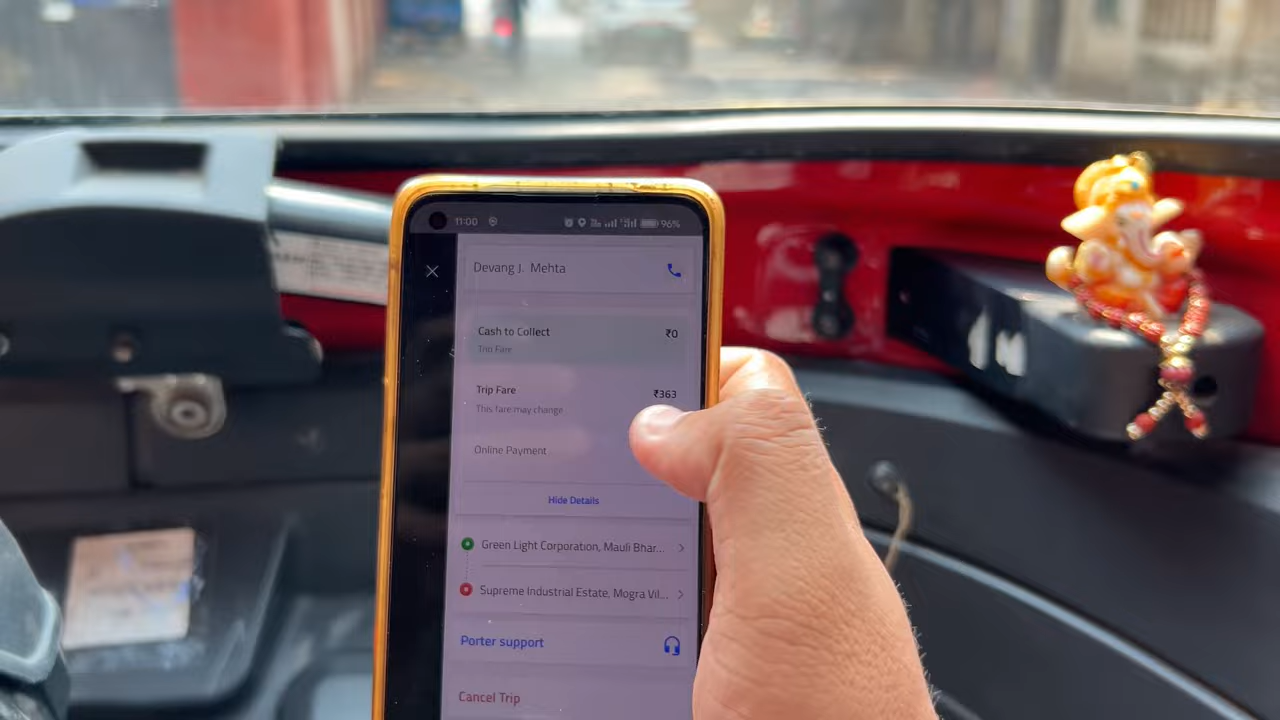 11:00
96%
Devang J. Mehta
Cash to Collect ₹0
Trip Fare
Trip Fare ₹363
This fare may change
Online Payment
Hide Details
Green Light Corporation, Mauli Bhar...
Supreme Industrial Estate, Mogra Vil...
Porter support
Cancel Trip